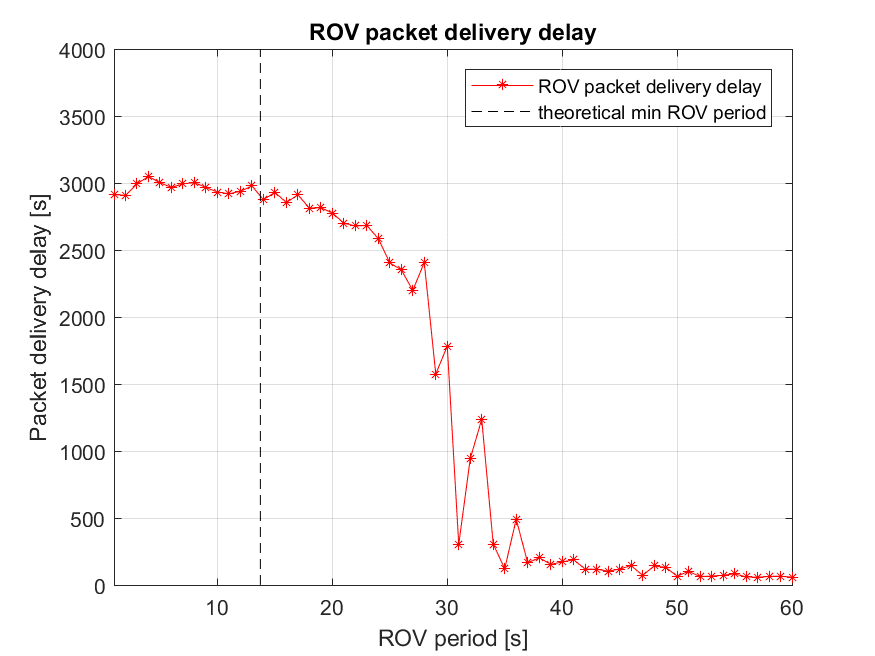 ROV packet delivery delay
4000
3500
3000
2500
2000
1500
1000
500
0
Packet delivery delay [s]
ROV packet delivery delay
theoretical min ROV period
10 20 30 40 50 60
ROV period [s]